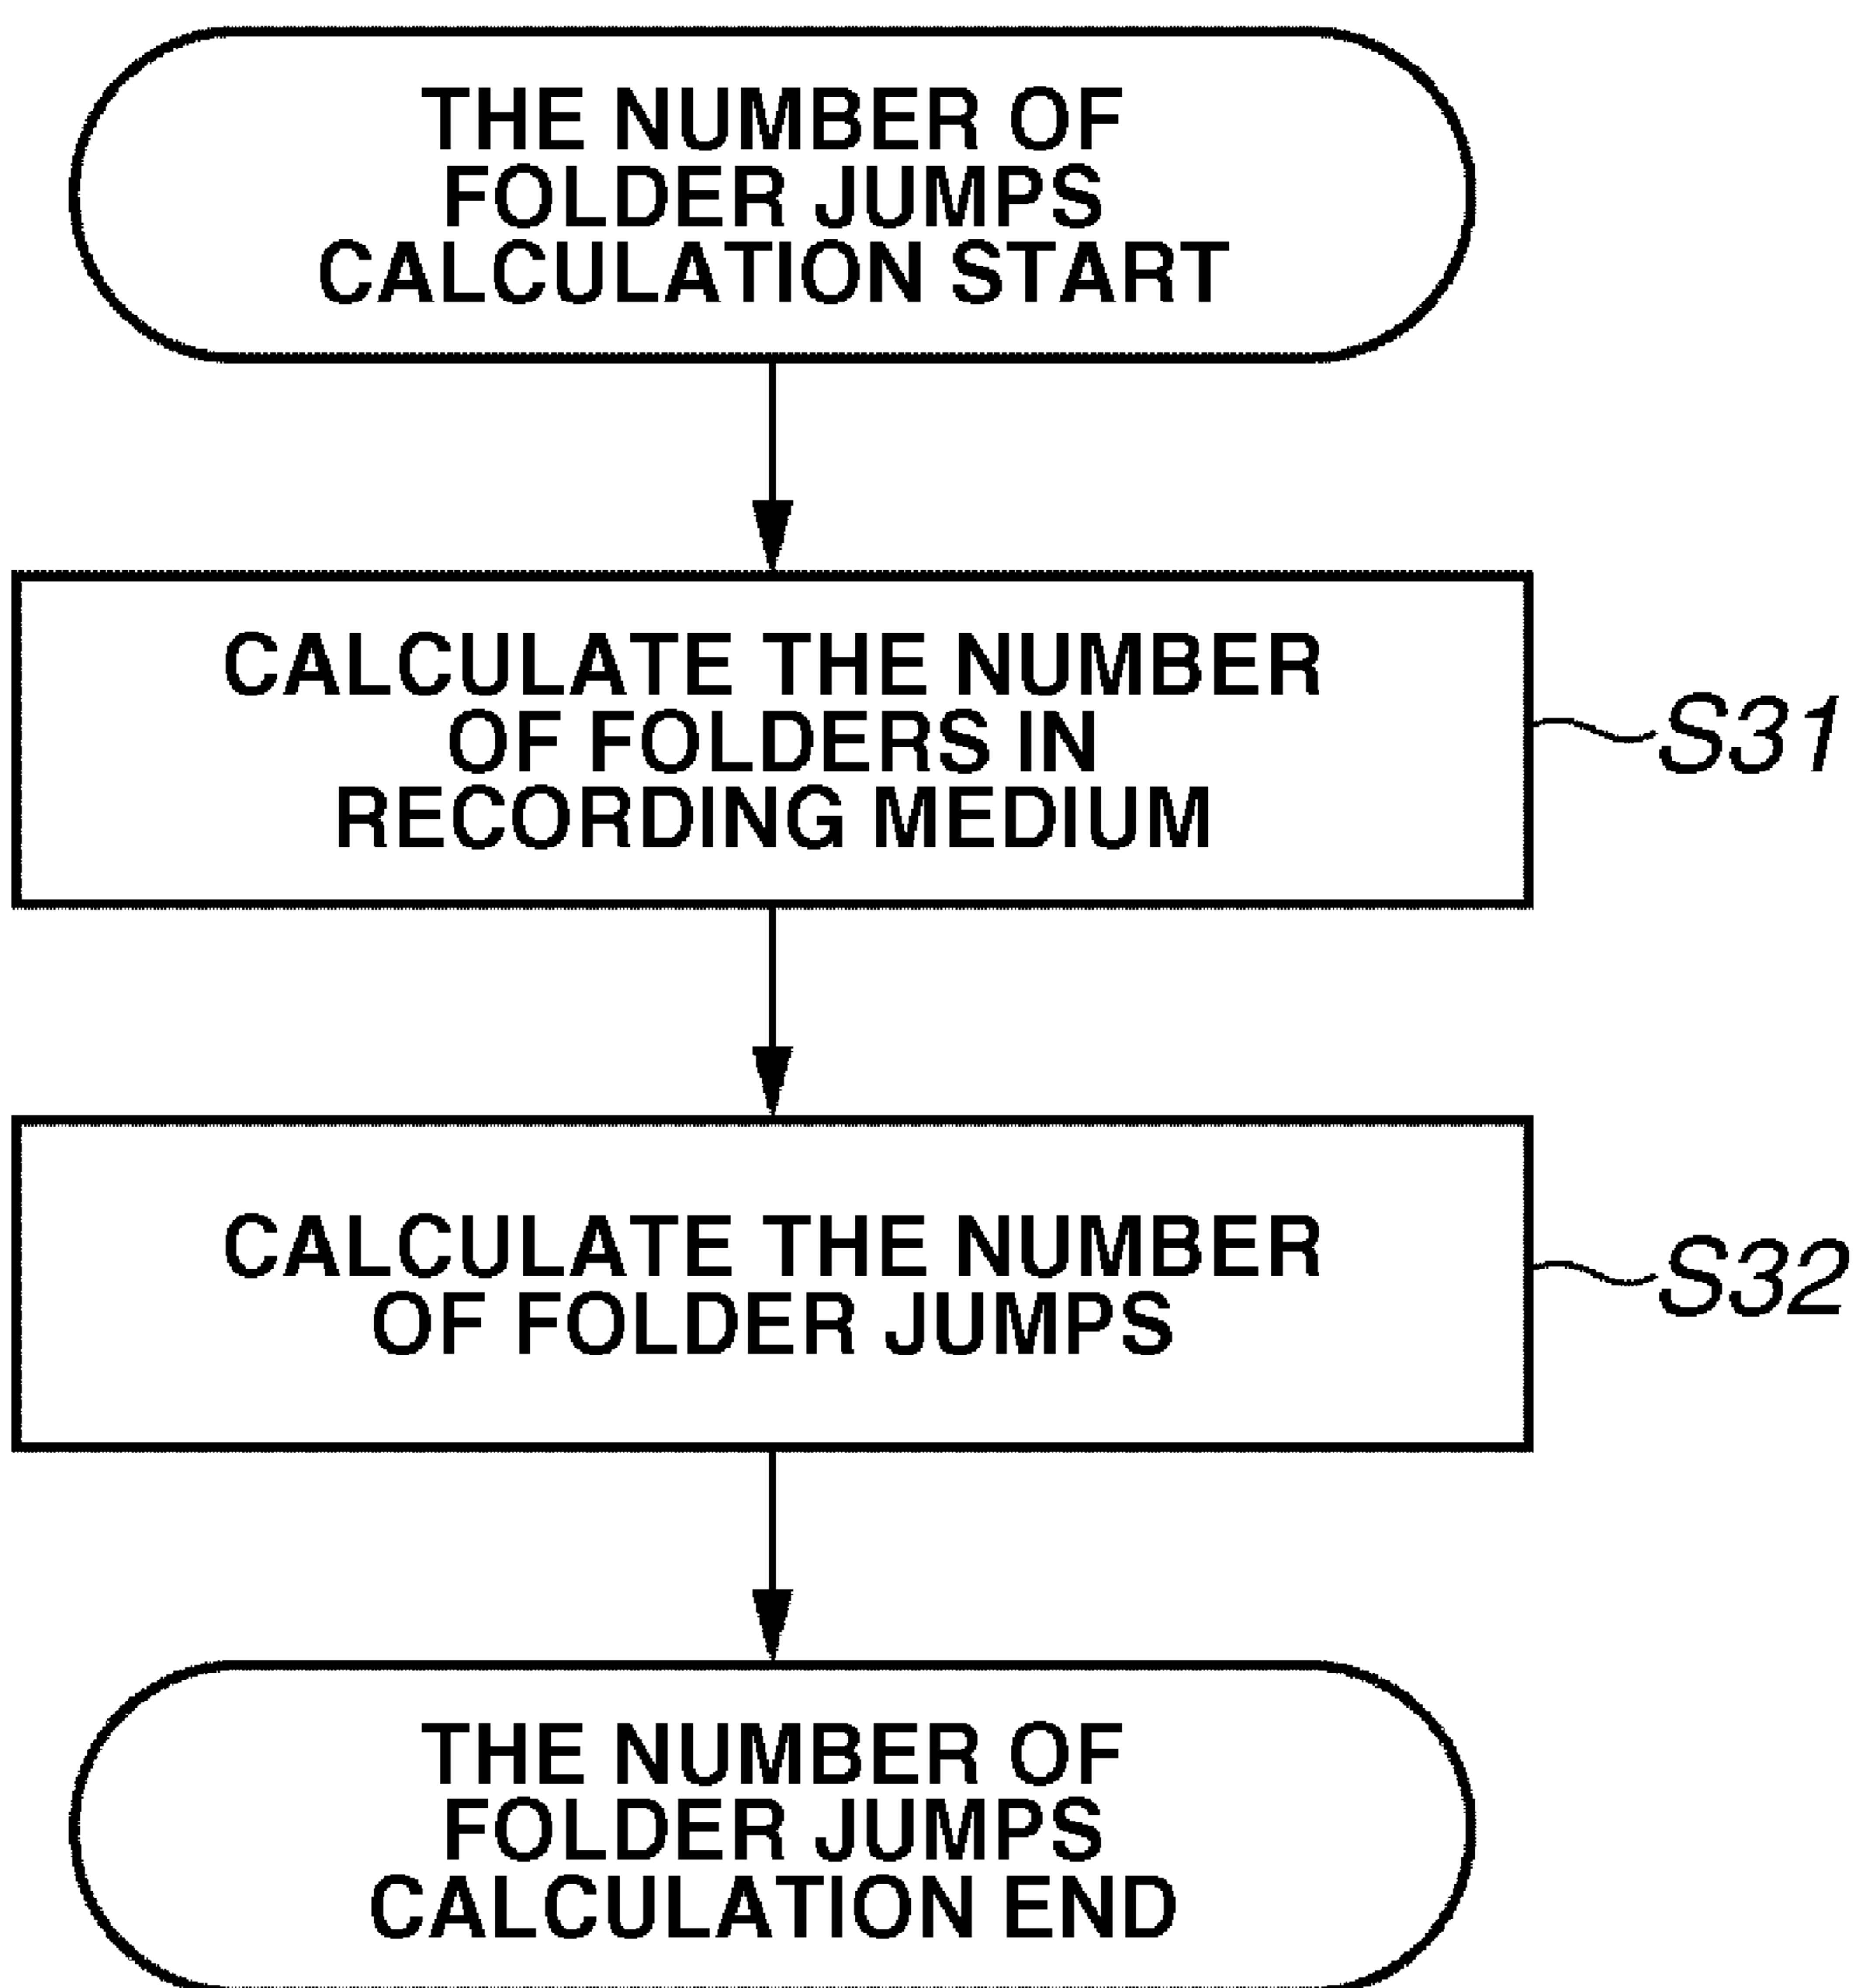 THE NUMBER OF
FOLDER JUMPS
CALCULATION START
CALCULATE THE NUMBER
OF FOLDERS IN
RECORDING MEDIUM
S31
CALCULATE THE NUMBER
OF FOLDER JUMPS
S32
THE NUMBER OF
FOLDER JUMPS
CALCULATION END